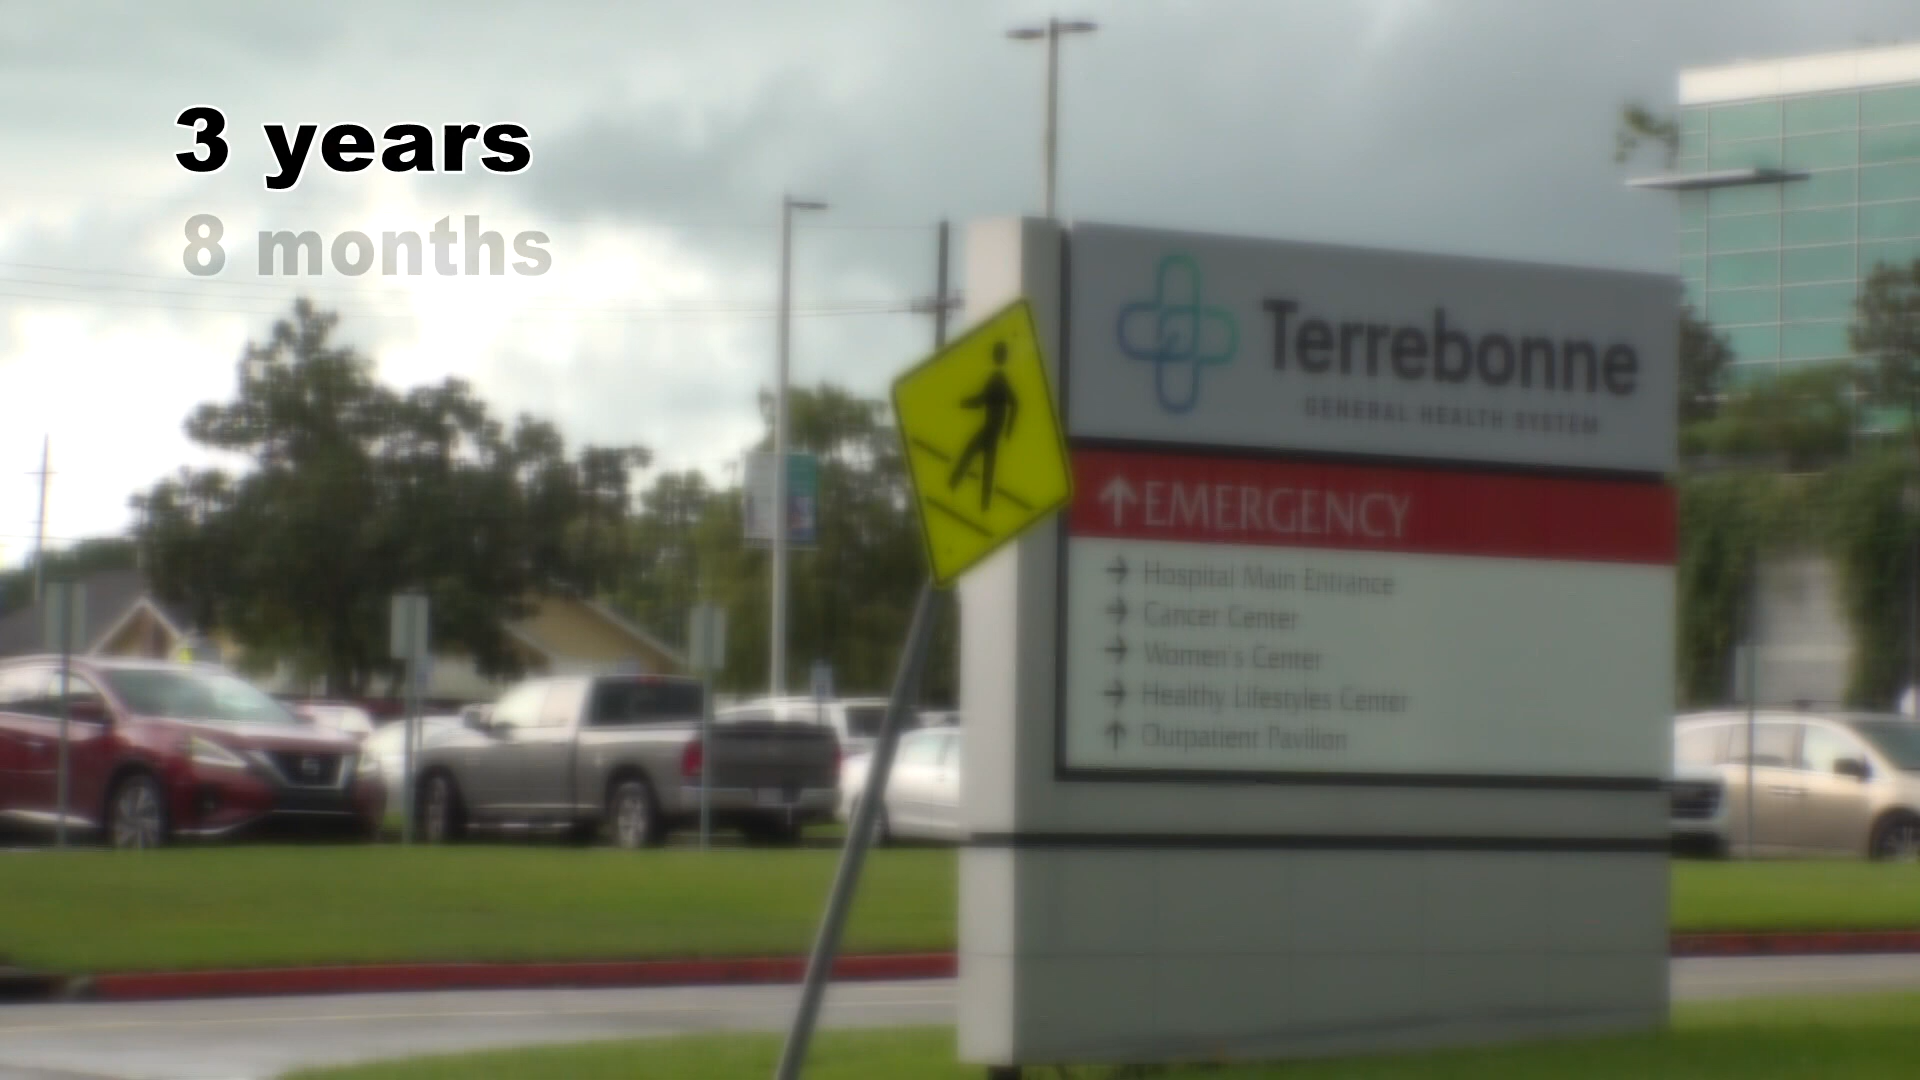 3 years
8 months
Terrebonne
GENERAL HEALTH SYSTEM
EMERGENCY
Hospital Main Entrance
Cancer Center
Women's Center
Healthy Lifestyles Center
Outpatient Pavilion